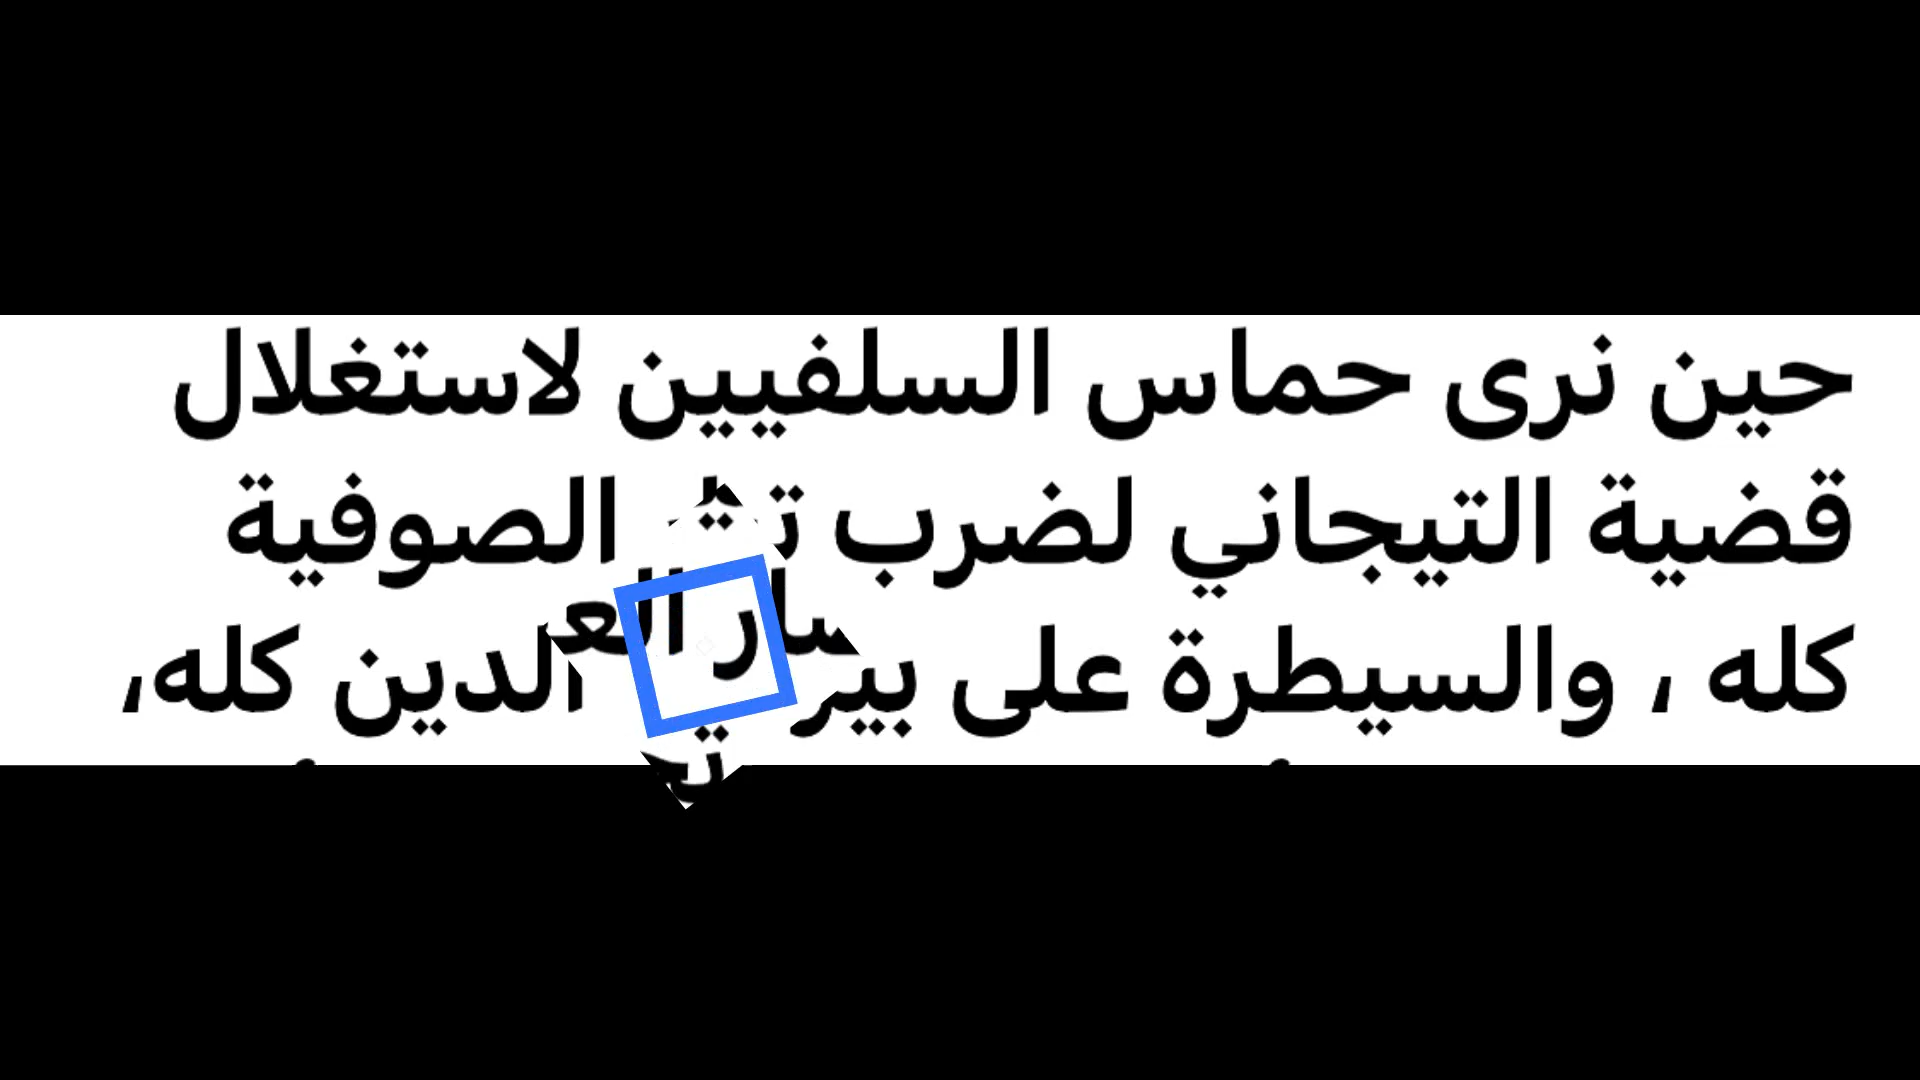 حين نرى حماس السلفيين لاستغلال
قضية التيجاني لضرب الصوفية
كله ، والسيطرة على الدين كله،